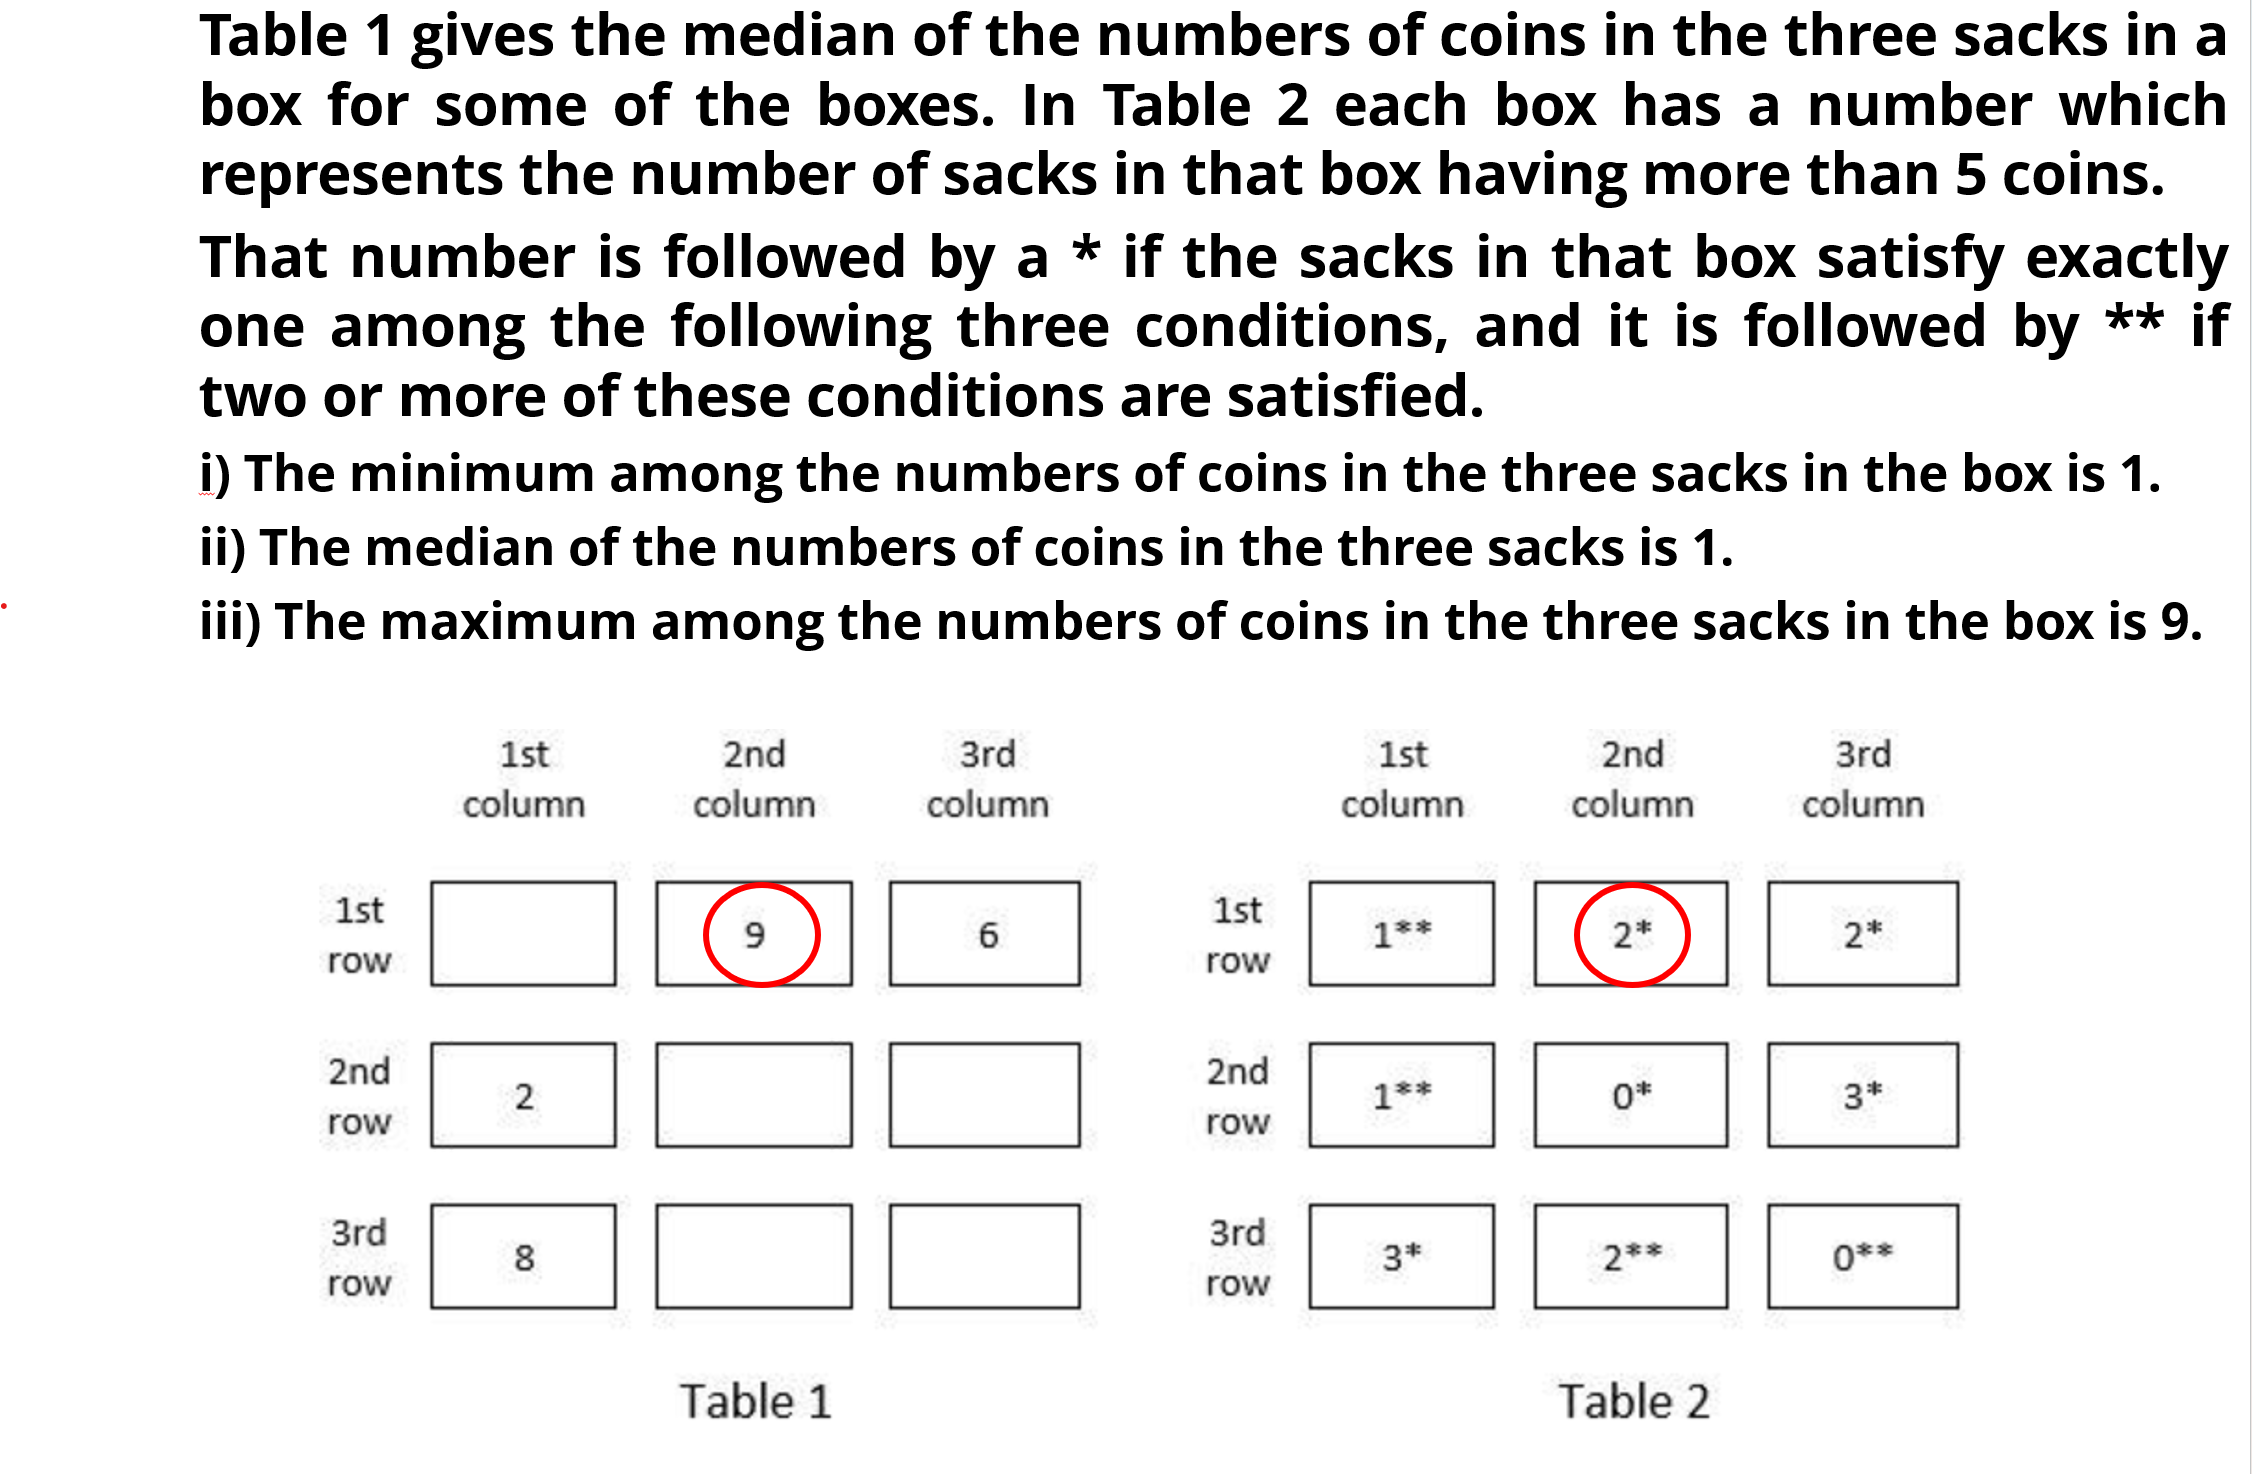 Table 1 gives the median of the numbers of coins in the three sacks in a
box for some of the boxes. In Table 2 each box has a number which
represents the number of sacks in that box having more than 5 coins.
That number is followed by a * if the sacks in that box satisfy exactly
one among the following three conditions, and it is followed by ** if
two or more of these conditions are satisfied.
i) The minimum among the numbers of coins in the three sacks in the box is 1.
ii) The median of the numbers of coins in the three sacks is 1.
iii) The maximum among the numbers of coins in the three sacks in the box is 9.
1st 2nd 3rd
column column column
1st
row 9 6
2nd
row 2
3rd
row 8
Table 1
1st 2nd 3rd
column column column
1st
row 1** 2* 2*
2nd
row 1** 0* 3*
3rd
row 3* 2** 0**
Table 2